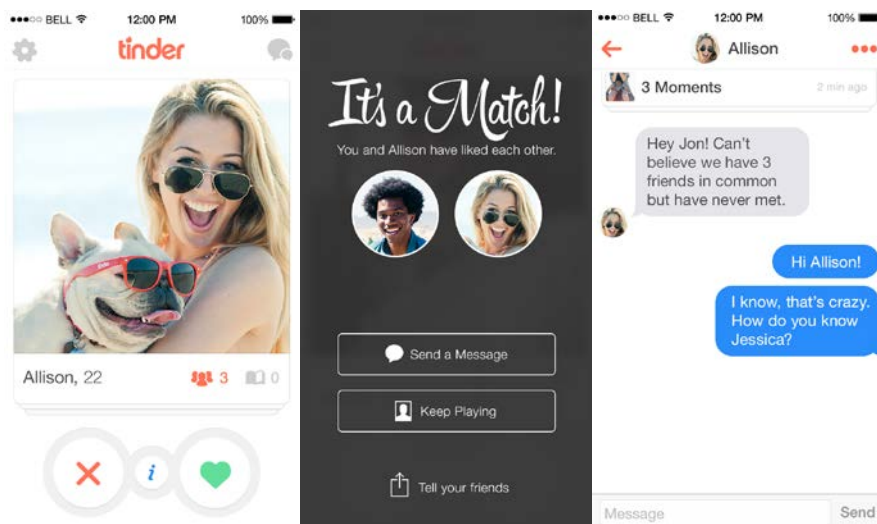 BELL 12:00 PM 100%
tinder
Allison, 22 3 0
i
It's a Match!
You and Allison have liked each other.
Send a Message
Keep Playing
Tell your friends
BELL 12:00 PM 100%
Allison
3 Moments 2 min ago
Hey Jon! Can't
believe we have 3
friends in common
but have never met.
Hi Allison!
I know, that's crazy.
How do you know
Jessica?
Message Send